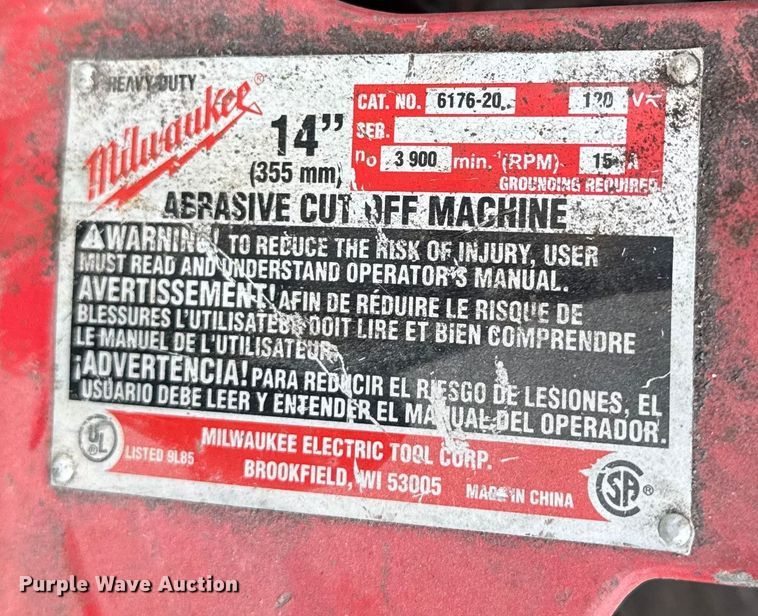 HEAVY-DUTY
Milwaukee®
14"
(355 mm)
CAT. NO. 6176-20 120 V
SER.
no 3 900 min.-1(RPM) 15 A
GROUNDING REQUIRED
ABRASIVE CUT OFF MACHINE
WARNING! TO REDUCE THE RISK OF INJURY, USER
MUST READ AND UNDERSTAND OPERATOR'S MANUAL.
AVERTISSEMENT! AFIN DE RÉDUIRE LE RISQUE DE
BLESSURES L'UTILISATEUR DOIT LIRE ET BIEN COMPRENDRE
LE MANUEL DE L'UTILISATEUR.
¡ADVERTENCIA! PARA REDUCIR EL RIESGO DE LESIONES, EL
USUARIO DEBE LEER Y ENTENDER EL MANUAL DEL OPERADOR.
UL®
LISTED 9L85
MILWAUKEE ELECTRIC TOOL CORP.
BROOKFIELD, WI 53005
MADE IN CHINA
SA®
Purple Wave Auction